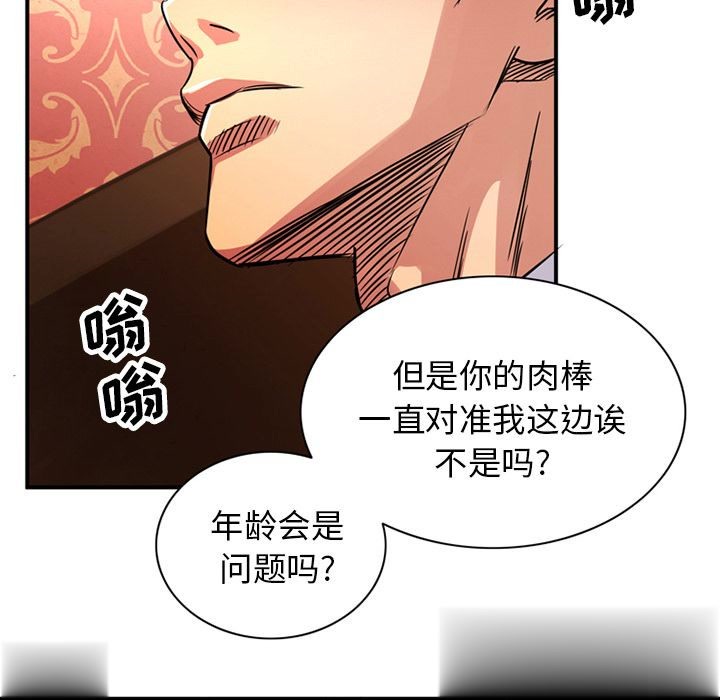 嗡
嗡
嗡
但是你的肉棒
一直对准我这边诶
不是吗?
年龄会是
问题吗?